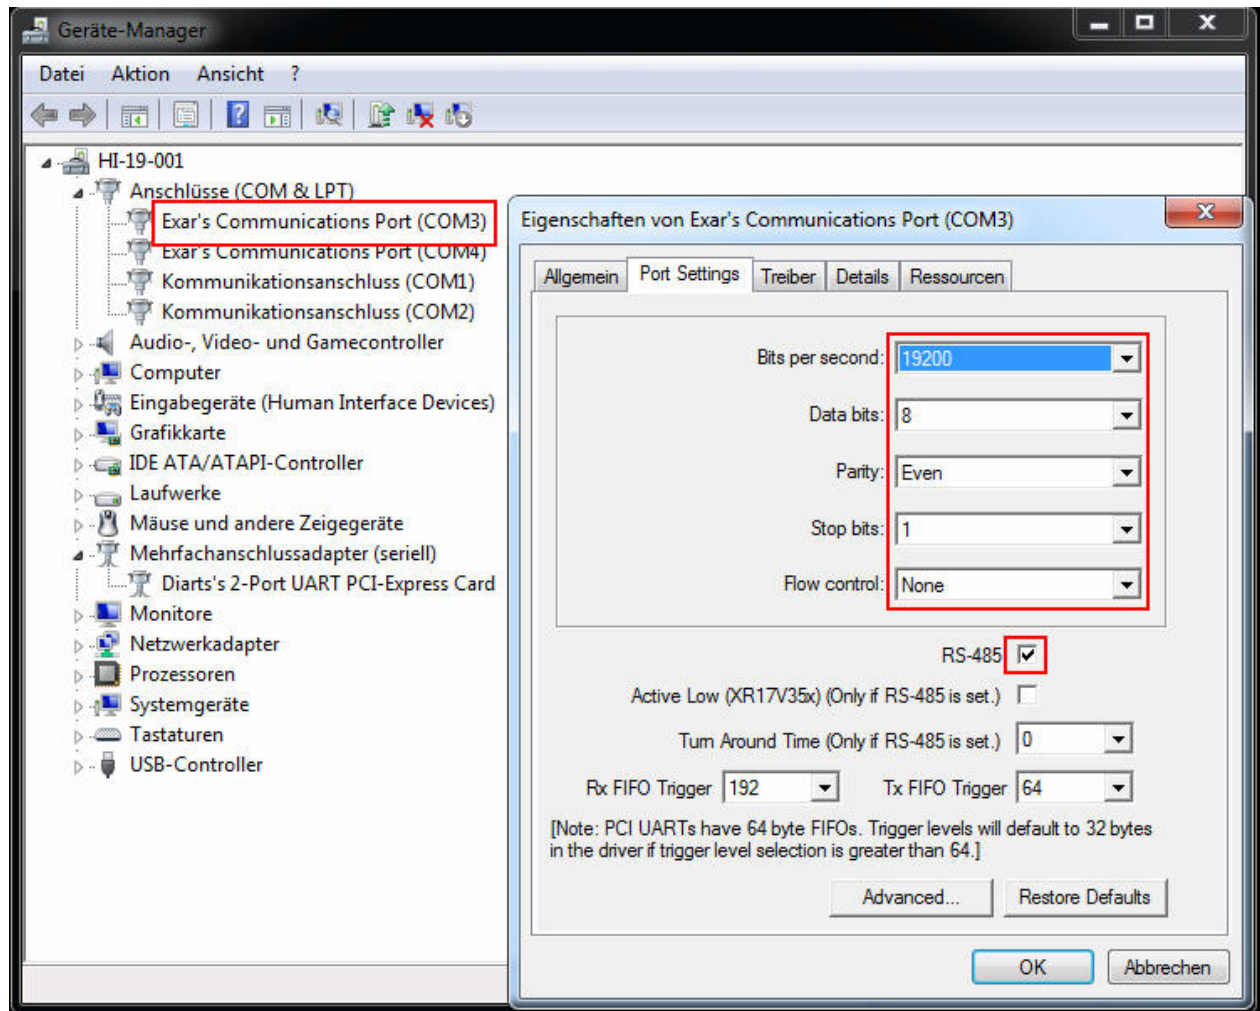 Geräte-Manager
Datei Aktion Ansicht ?
HI-19-001
Anschlüsse (COM & LPT)
Exar's Communications Port (COM3)
Exar's Communications Port (COM4)
Kommunikationsanschluss (COM1)
Kommunikationsanschluss (COM2)
Audio-, Video- und Gamecontroller
Computer
Eingabegeräte (Human Interface Devices)
Grafikkarte
IDE ATA/ATAPI-Controller
Laufwerke
Mäuse und andere Zeigegeräte
Mehrfachanschlussadapter (seriell)
Diarts's 2-Port UART PCI-Express Card
Monitore
Netzwerkadapter
Prozessoren
Systemgeräte
Tastaturen
USB-Controller
Eigenschaften von Exar's Communications Port (COM3)
Allgemein Port Settings Treiber Details Ressourcen
Bits per second: 19200
Data bits: 8
Parity: Even
Stop bits: 1
Flow control: None
RS-485
Active Low (XR17V35x) (Only if RS-485 is set.)
Turn Around Time (Only if RS-485 is set.) 0
Rx FIFO Trigger 192 Tx FIFO Trigger 64
[Note: PCI UARTs have 64 byte FIFOs. Trigger levels will default to 32 bytes
in the driver if trigger level selection is greater than 64.]
Advanced... Restore Defaults
OK Abbrechen